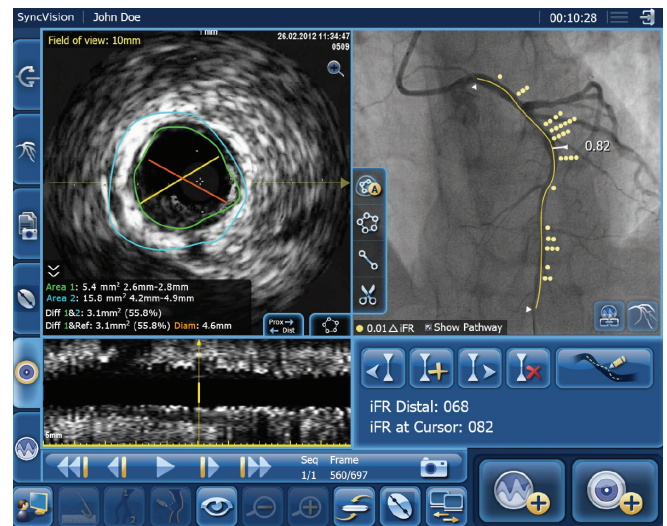 SyncVision John Doe 00:10:28
1 mm
Field of view: 10mm
26.02.2012 11:34:47
0509
A
0.82
Area 1: 5.4 mm² 2.6mm-2.8mm
Area 2: 15.8 mm² 4.2mm-4.9mm
Diff 1&2: 3.1mm² (55.8%)
Diff 1&Ref: 3.1mm² (55.8%) Diam: 4.6mm
Prox →
← Dist
0.01 △ iFR Show Pathway
5mm
iFR Distal: 068
iFR at Cursor: 082
Seq Frame
1/1 560/697